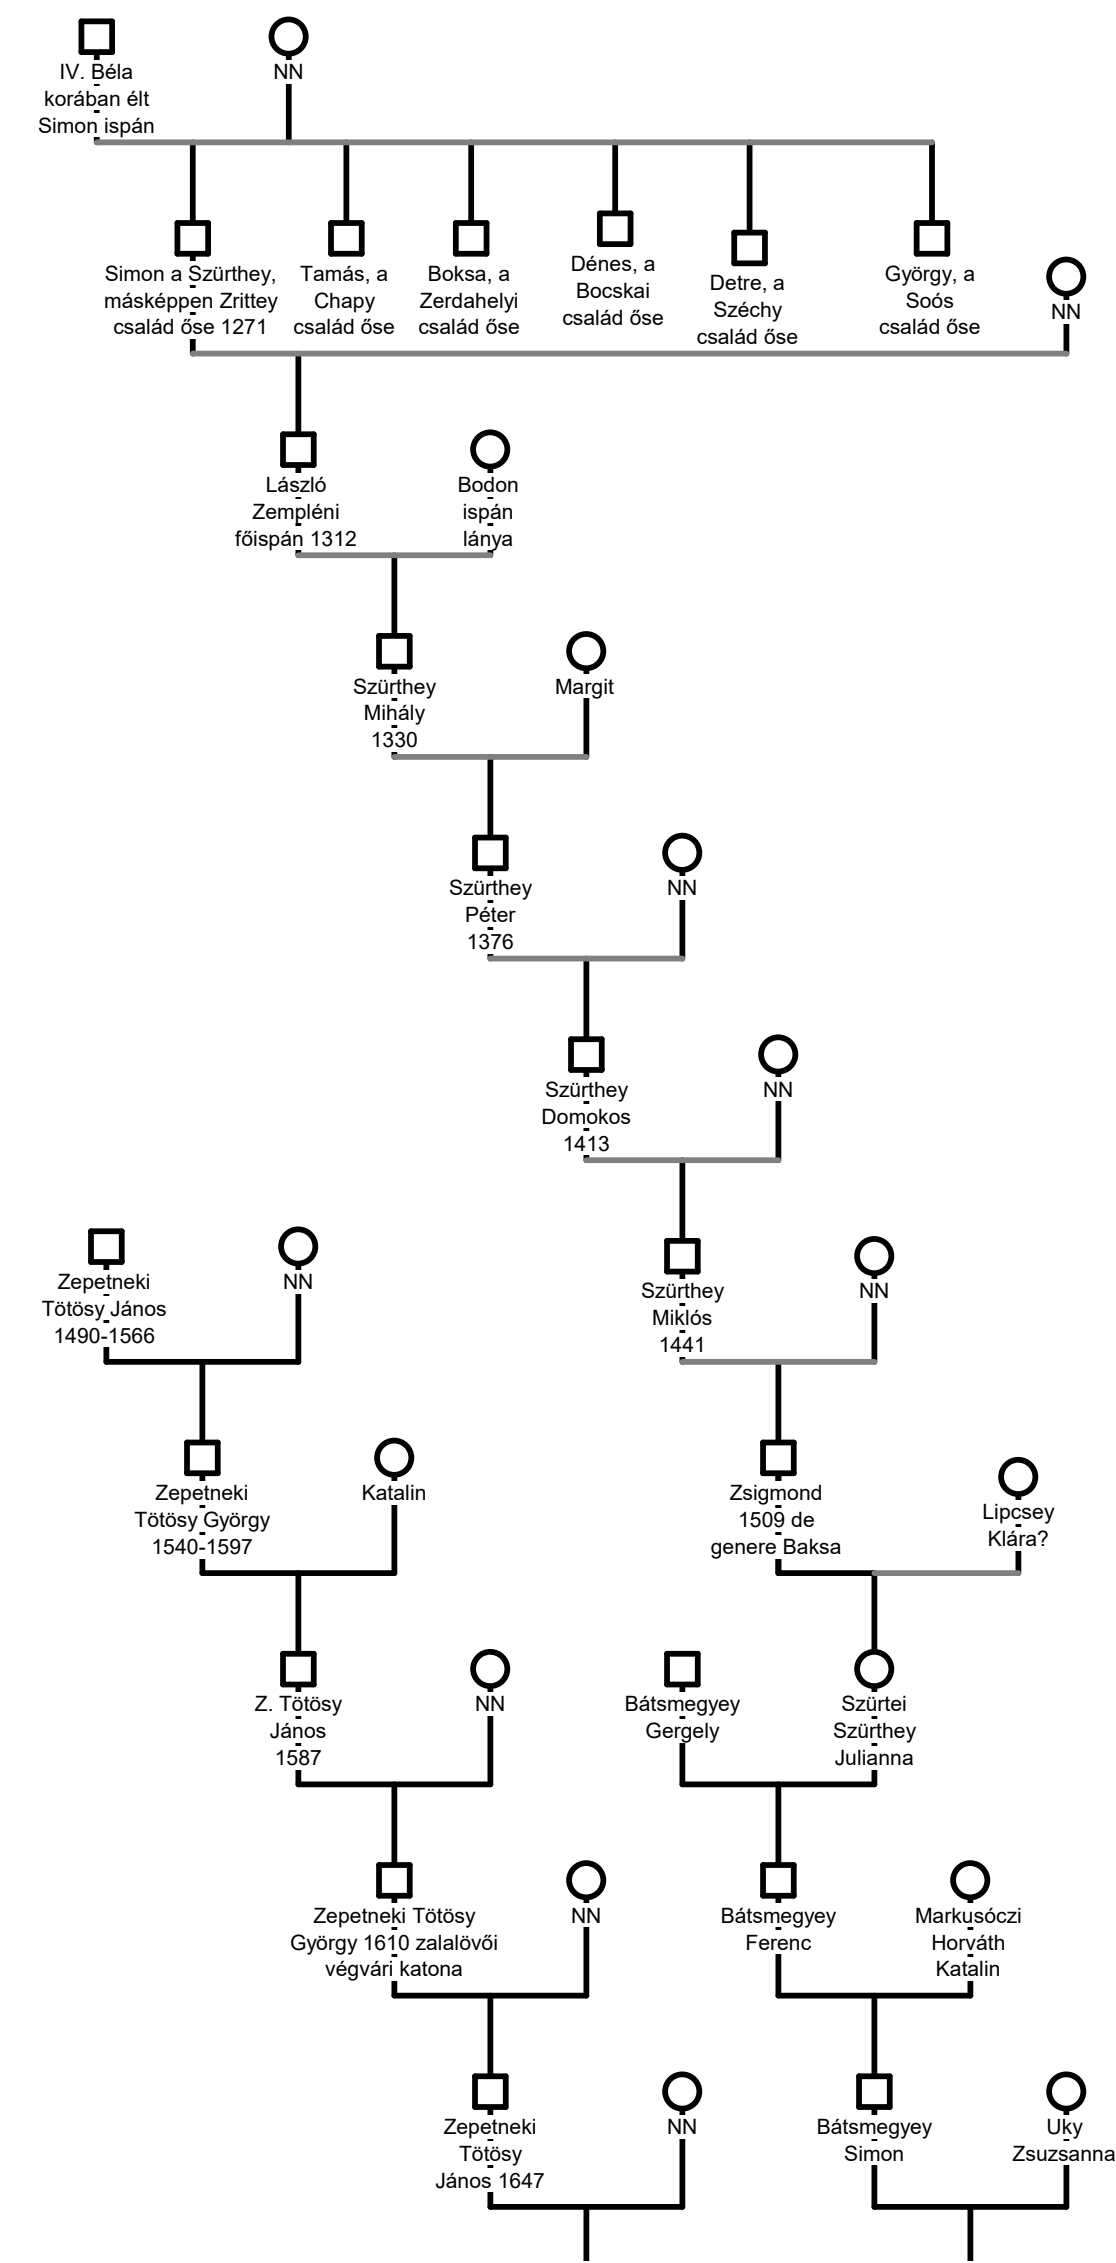 IV. Béla
korában élt
Simon ispán
NN
Simon a Szürthey,
másképpen Zrittey
család őse 1271
Tamás, a
Chapy
család őse
Boksa, a
Zerdahelyi
család őse
Dénes, a
Bocskai
család őse
Detre, a
Széchy
család őse
György, a
Soós
család őse
NN
László
Zempléni
főispán 1312
Bodon
ispán
lánya
Szürthey
Mihály
1330
Margit
Szürthey
Péter
1376
NN
Szürthey
Domokos
1413
NN
Zepetneki
Tötösy János
1490-1566
NN
Szürthey
Miklós
1441
NN
Zepetneki
Tötösy György
1540-1597
Katalin
Zsigmond
1509 de
genere Baksa
Lipcsey
Klára?
Z. Tötösy
János
1587
NN
Bátsmegyey
Gergely
Szürtei
Szürthey
Julianna
Zepetneki Tötösy
György 1610 zalalövői
végvári katona
NN
Bátsmegyey
Ferenc
Markusóczi
Horváth
Katalin
Zepetneki
Tötösy
János 1647
NN
Bátsmegyey
Simon
Uky
Zsuzsanna